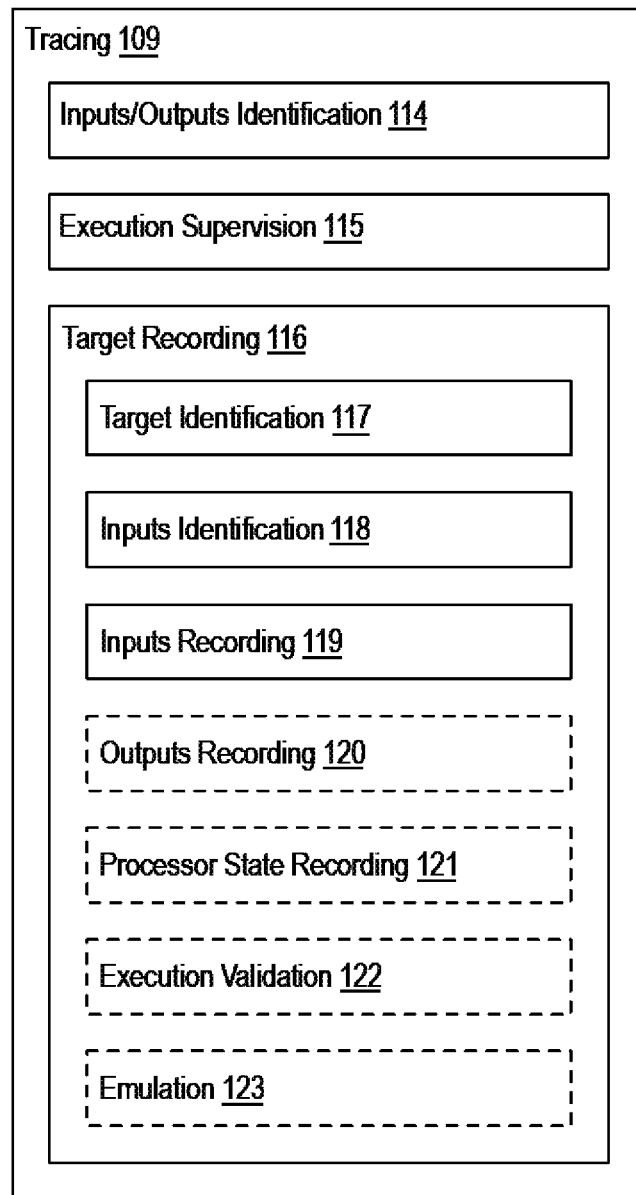 Tracing 109
Inputs/Outputs Identification 114
Execution Supervision 115
Target Recording 116
Target Identification 117
Inputs Identification 118
Inputs Recording 119
Outputs Recording 120
Processor State Recording 121
Execution Validation 122
Emulation 123